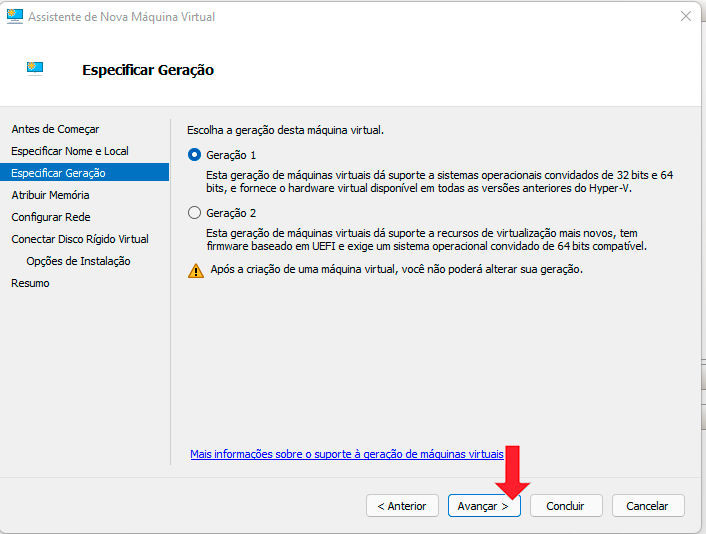 Assistente de Nova Máquina Virtual
Especificar Geração
Antes de Começar
Especificar Nome e Local
Especificar Geração
Atribuir Memória
Configurar Rede
Conectar Disco Rígido Virtual
Opções de Instalação
Resumo
Escolha a geração desta máquina virtual.
Geração 1
Esta geração de máquinas virtuais dá suporte a sistemas operacionais convidados de 32 bits e 64
bits, e fornece o hardware virtual disponível em todas as versões anteriores do Hyper-V.
Geração 2
Esta geração de máquinas virtuais dá suporte a recursos de virtualização mais novos, tem
firmware baseado em UEFI e exige um sistema operacional convidado de 64 bits compatível.
Após a criação de uma máquina virtual, você não poderá alterar sua geração.
Mais informações sobre o suporte à geração de máquinas virtuais
< Anterior
Avançar >
Concluir
Cancelar